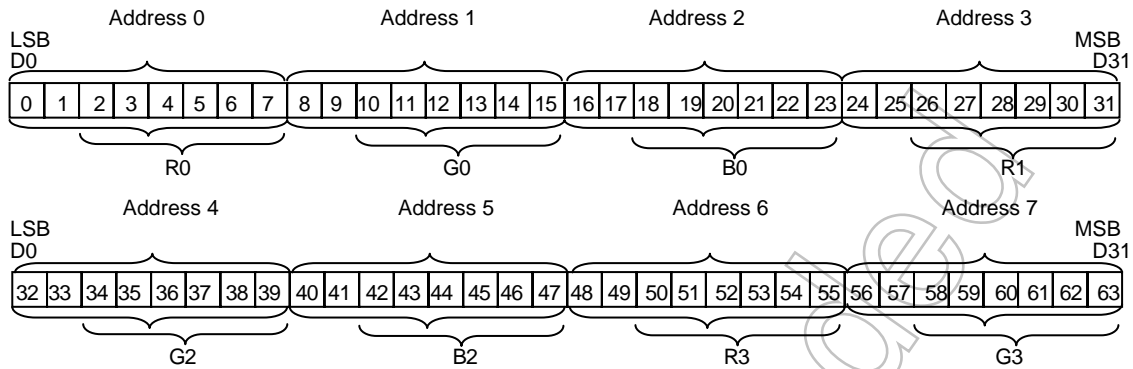 Address 0 Address 1 Address 2 Address 3
LSB MSB
D0 D31
0 1 2 3 4 5 6 7 8 9 10 11 12 13 14 15 16 17 18 19 20 21 22 23 24 25 26 27 28 29 30 31
R0 G0 B0 R1
Address 4 Address 5 Address 6 Address 7
LSB MSB
D0 D31
32 33 34 35 36 37 38 39 40 41 42 43 44 45 46 47 48 49 50 51 52 53 54 55 56 57 58 59 60 61 62 63
G2 B2 R3 G3
ded